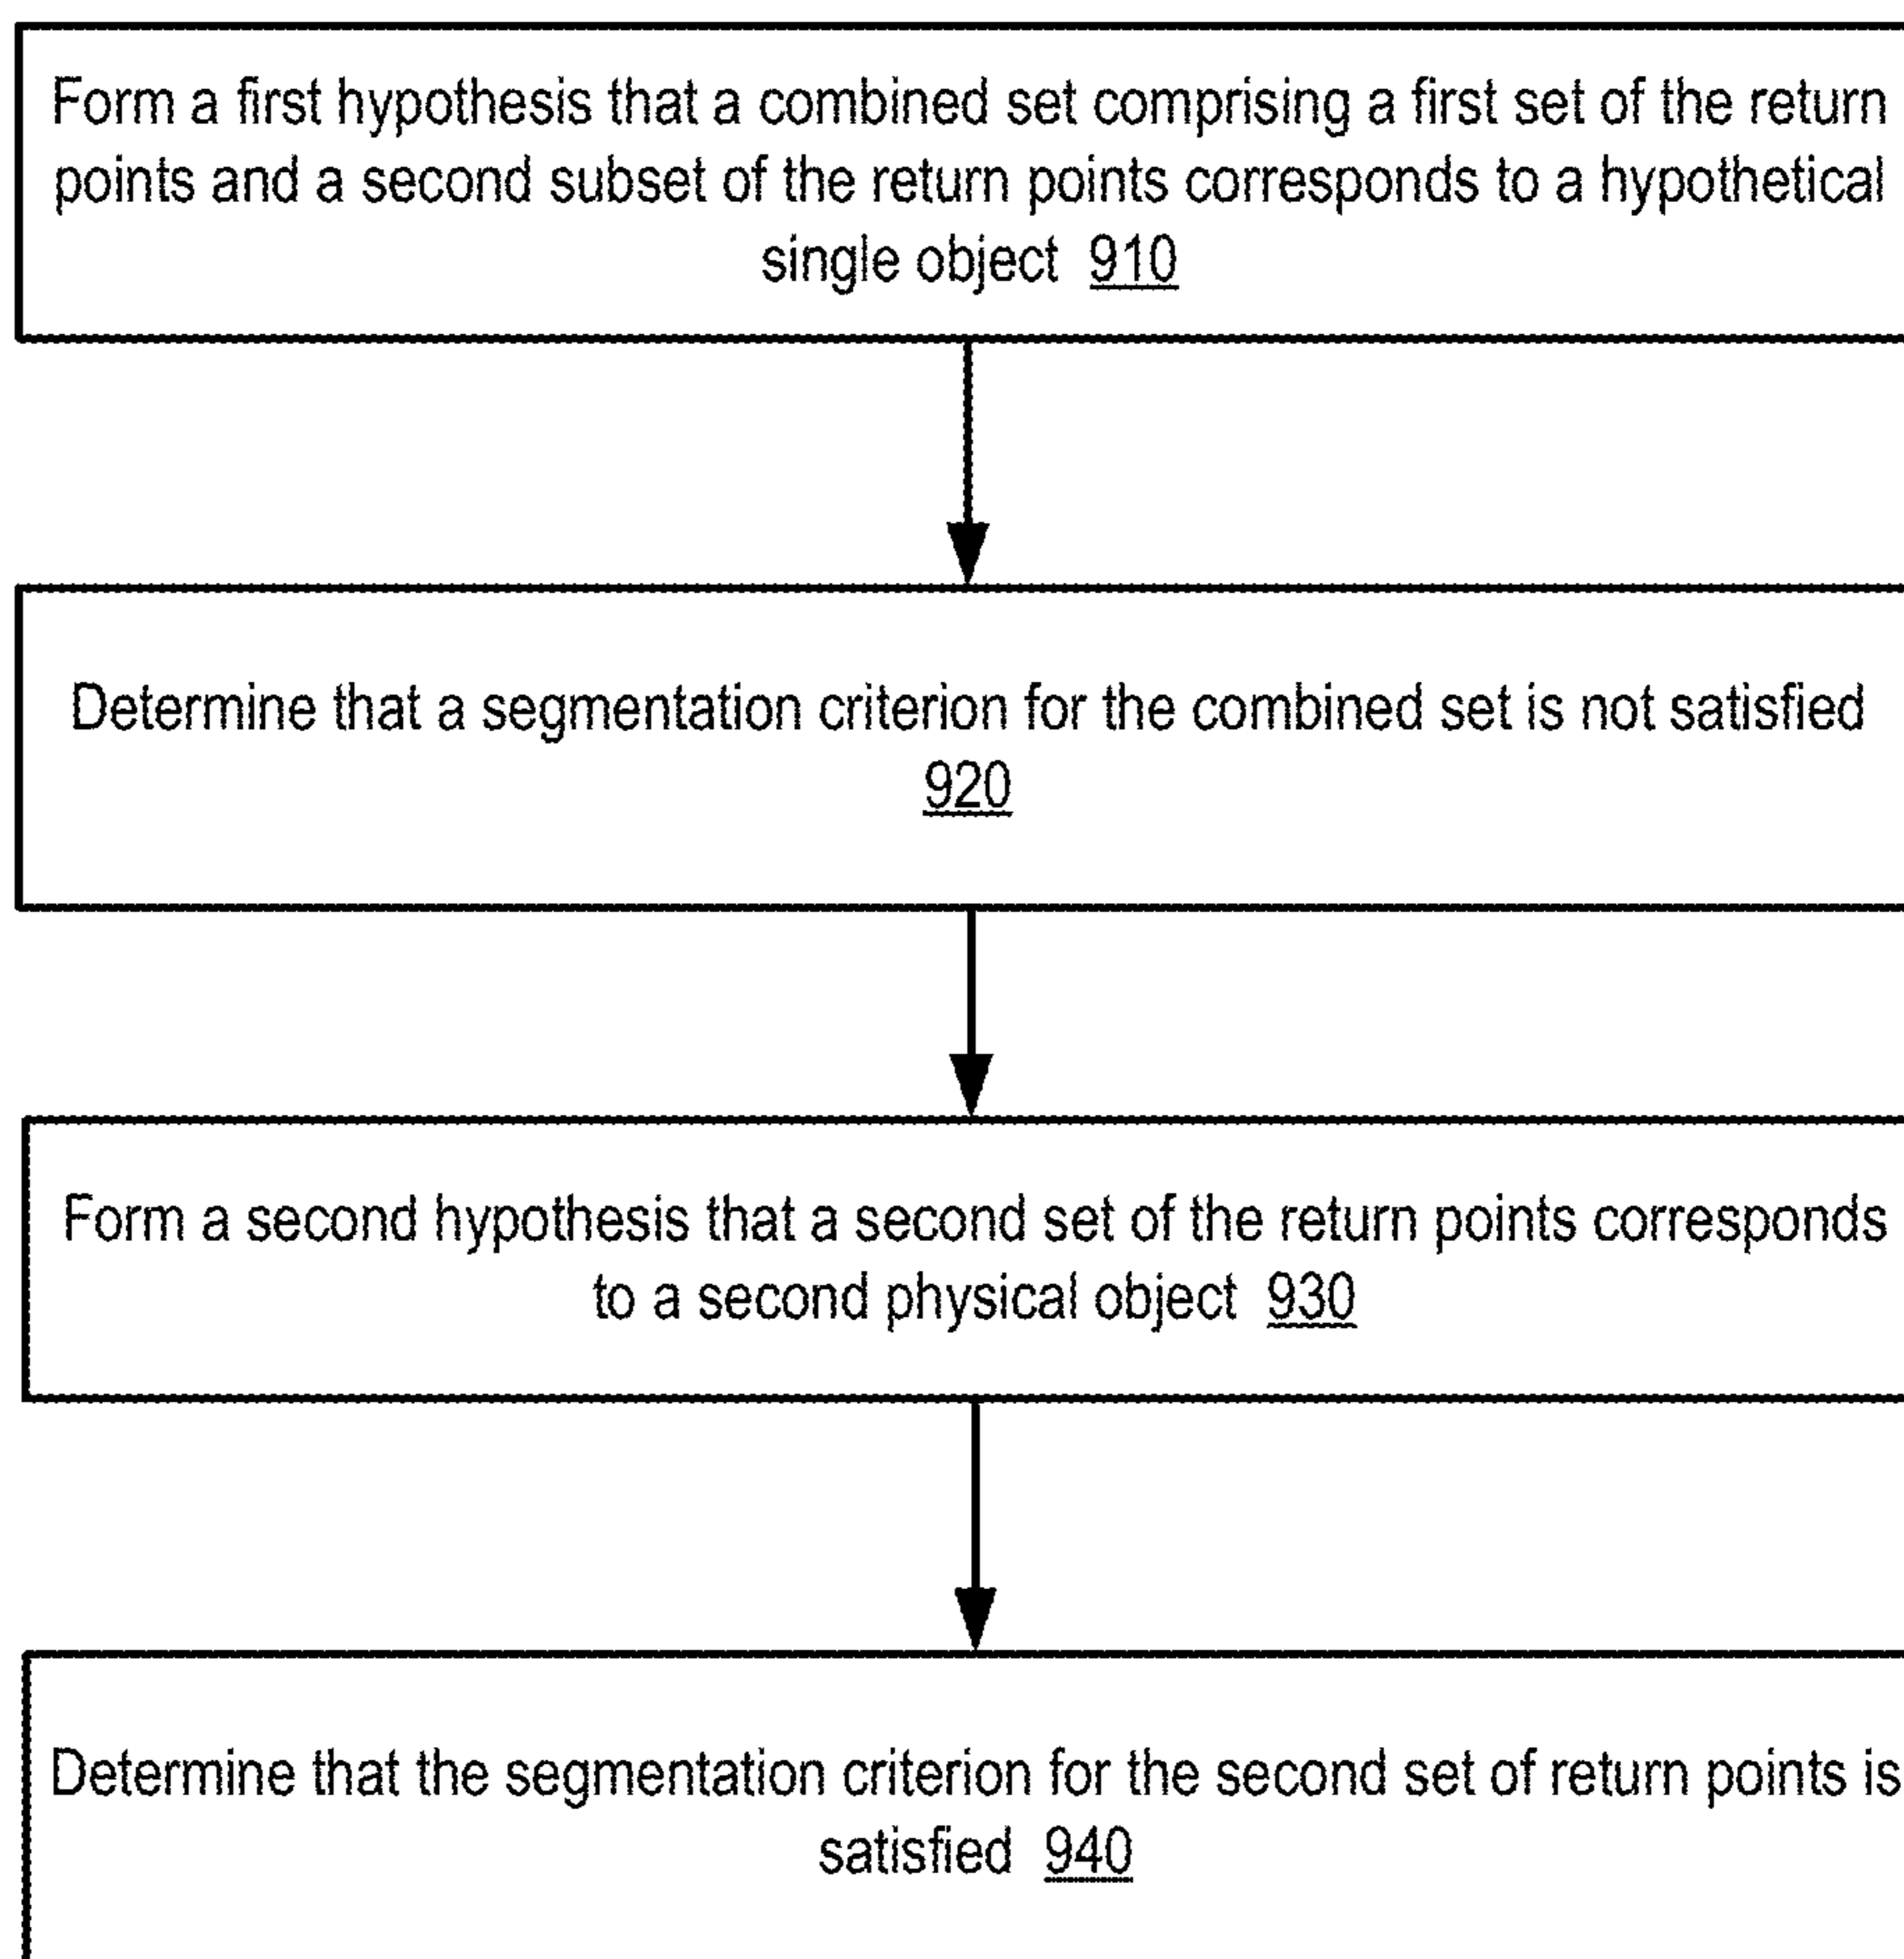 Form a first hypothesis that a combined set comprising a first set of the return
points and a second subset of the return points corresponds to a hypothetical
single object 910
Determine that a segmentation criterion for the combined set is not satisfied
920
Form a second hypothesis that a second set of the return points corresponds
to a second physical object 930
Determine that the segmentation criterion for the second set of return points is
satisfied 940